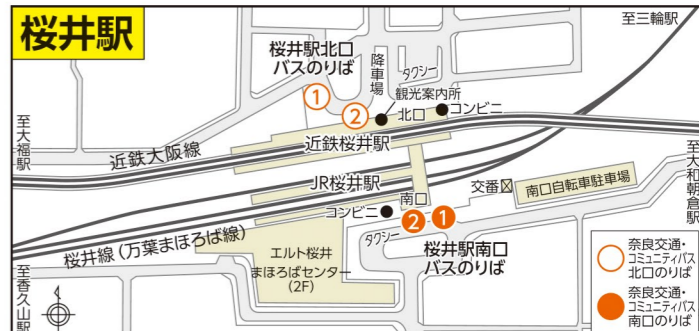 桜井駅
至三輪駅
桜井駅北口
バスのりば
降車場
タクシー
①
②
観光案内所
北口
コンビニ
至大福駅
近鉄大阪線
近鉄桜井駅
JR桜井駅
至大和朝倉駅
交番
南口自転車駐車場
南口
コンビニ
②
①
タクシー
桜井駅南口
バスのりば
桜井線(万葉まほろば線)
エルト桜井
まほろばセンター
(2F)
至香久山駅
奈良交通・
コミュニティバス
北口のりば
奈良交通・
コミュニティバス
南口のりば